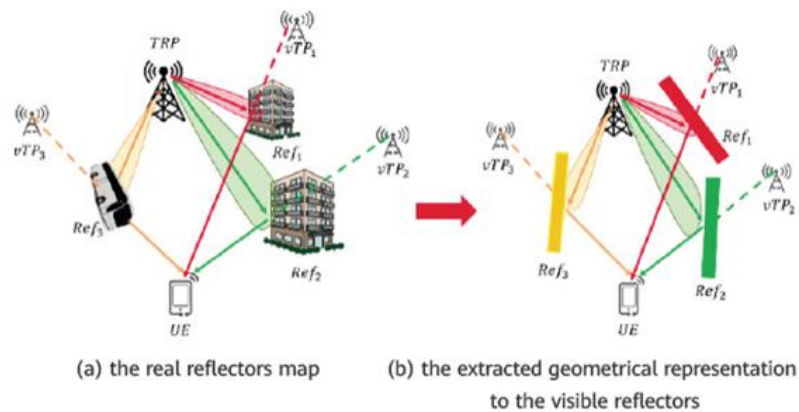 TRP
vTP₁
vTP₃
Ref₁
vTP₂
Ref₃
Ref₂
UE
(a) the real reflectors map
TRP
vTP₁
vTP₃
Ref₁
vTP₂
Ref₃
Ref₂
UE
(b) the extracted geometrical representation
to the visible reflectors